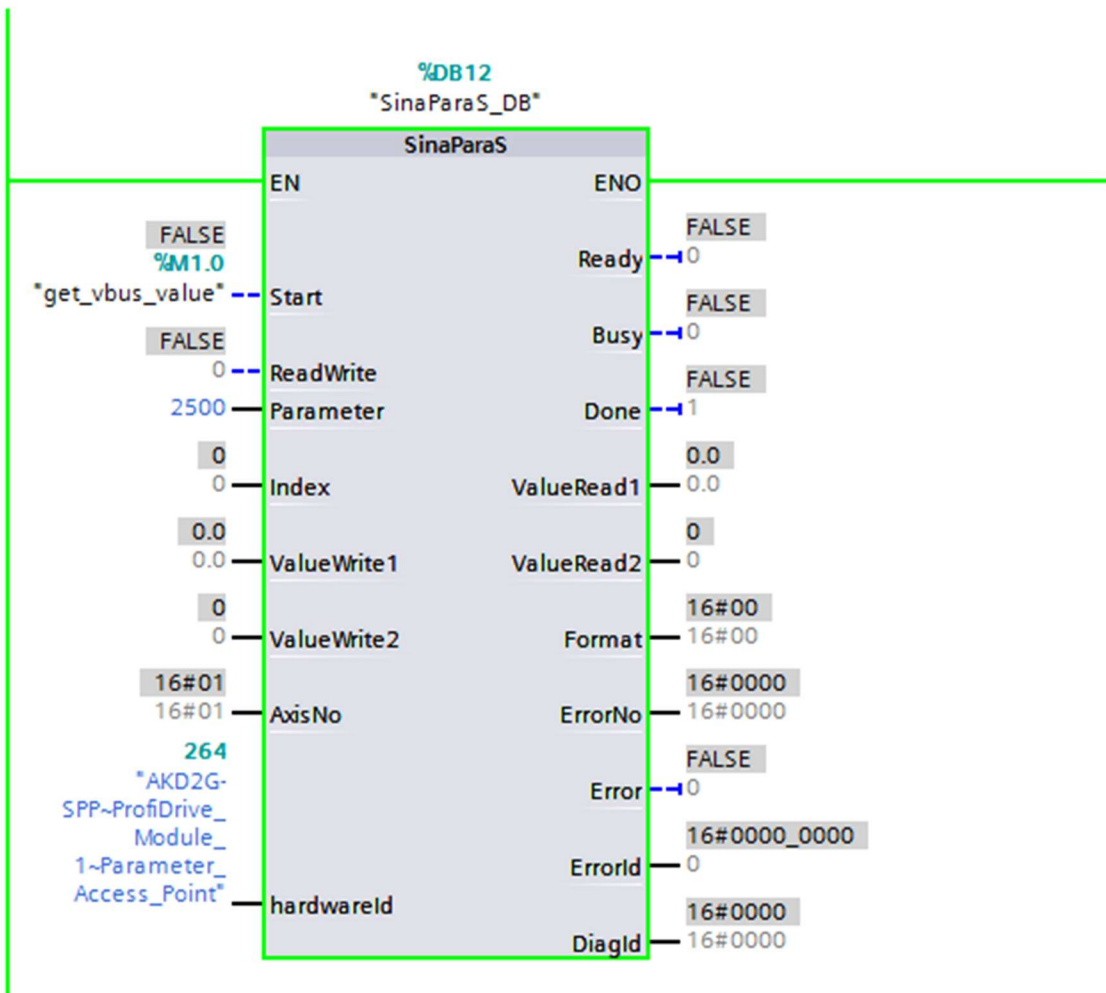 %DB12
"SinaParaS_DB"
SinaParaS
EN
ENO
FALSE
%M1.0
"get_vbus_value"
Start
FALSE
0
ReadWrite
2500
Parameter
0
0
Index
0.0
0.0
ValueWrite1
0
0
ValueWrite2
16#01
16#01
AxisNo
264
"AKD2G-
SPP~ProfiDrive_
Module_
1~Parameter_
Access_Point"
hardwareId
FALSE
Ready
0
FALSE
Busy
0
FALSE
Done
1
0.0
ValueRead1
0.0
0
ValueRead2
0
16#00
Format
16#00
16#0000
ErrorNo
16#0000
FALSE
Error
0
16#0000_0000
ErrorId
0
16#0000
DiagId
16#0000